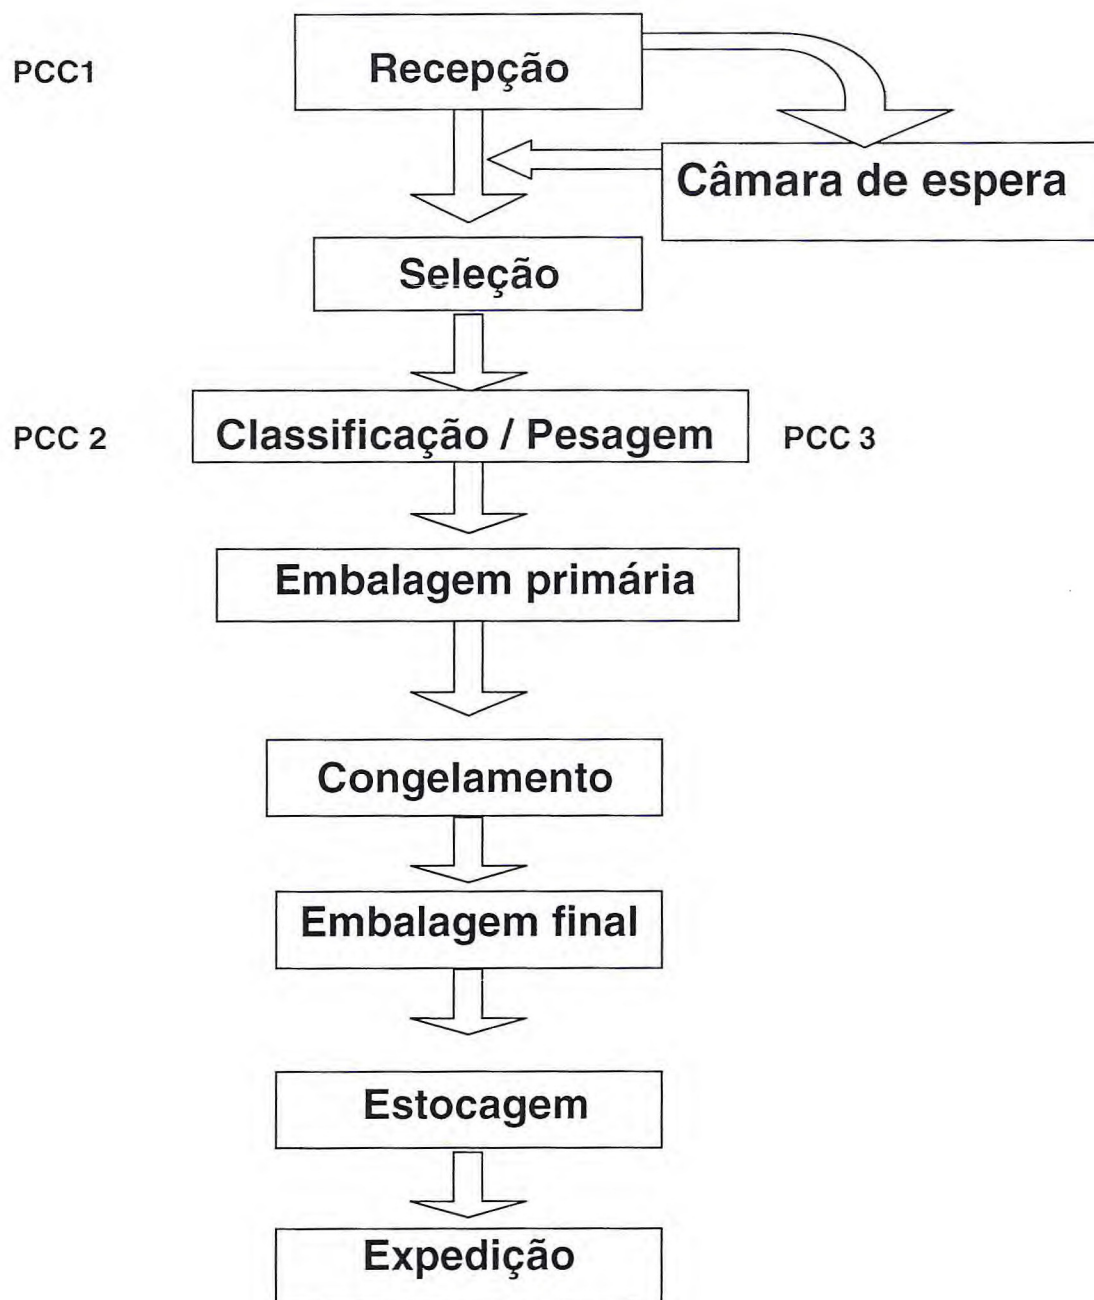 PCC1
Recepção
Câmara de espera
Seleção
PCC 2
Classificação / Pesagem
PCC 3
Embalagem primária
Congelamento
Embalagem final
Estocagem
Expedição